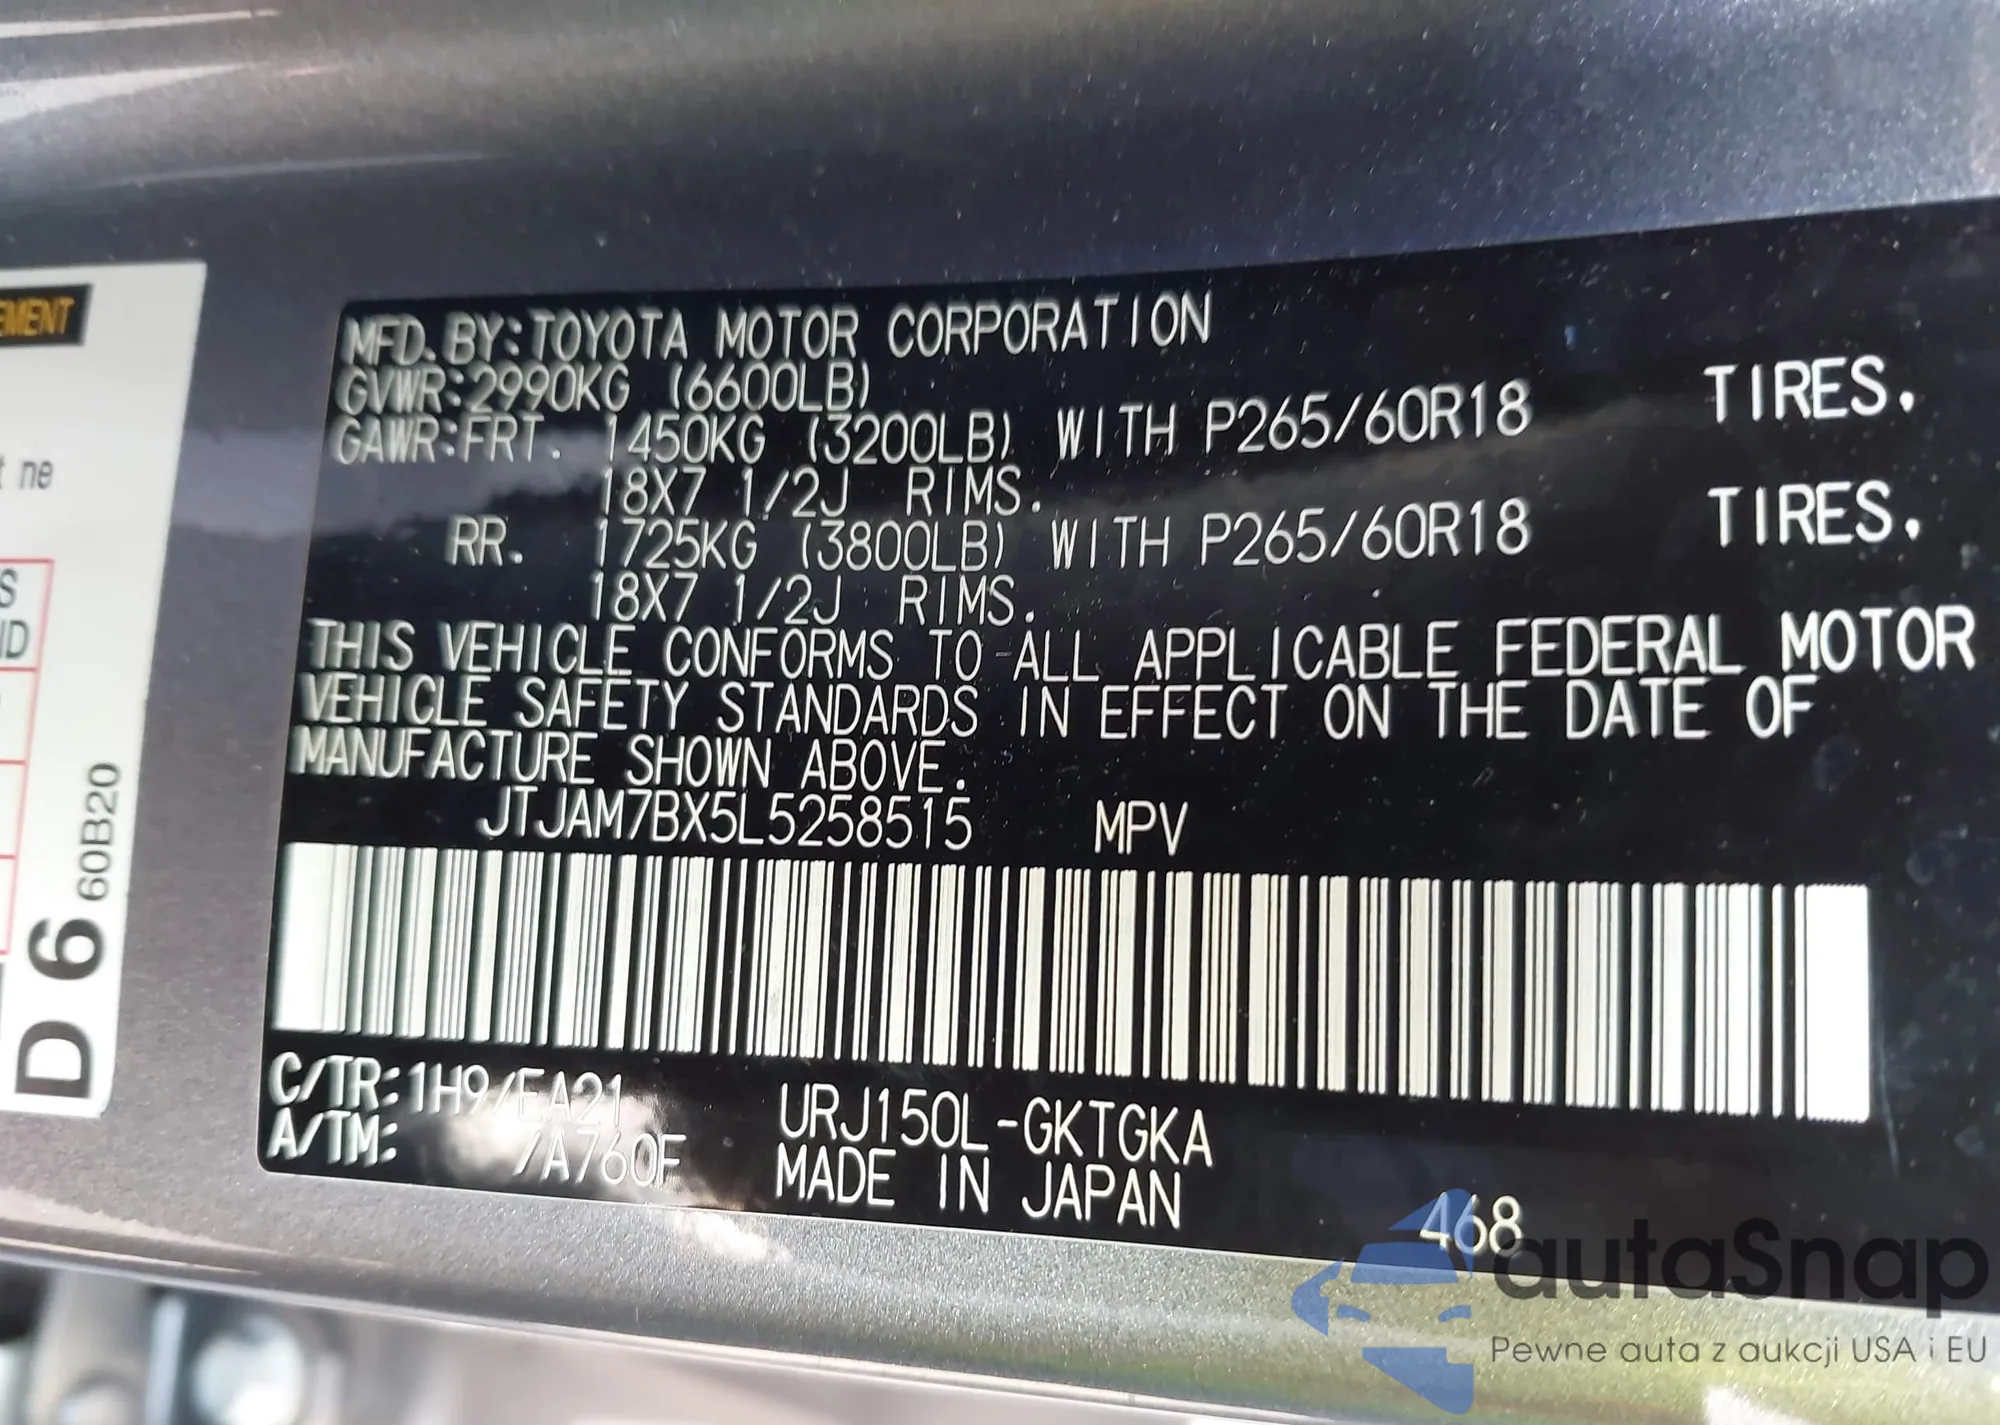 MFD. BY: TOYOTA MOTOR CORPORATION
GVWR: 2990KG (6600LB)
GAWR: FRT. 1450KG (3200LB) WITH P265/60R18 TIRES.
18X7 1/2J RIMS.
RR. 1725KG (3800LB) WITH P265/60R18 TIRES.
18X7 1/2J RIMS.
THIS VEHICLE CONFORMS TO ALL APPLICABLE FEDERAL MOTOR
VEHICLE SAFETY STANDARDS IN EFFECT ON THE DATE OF
MANUFACTURE SHOWN ABOVE.
JTJAM7BX5L5258515 MPV
C/TR: 1H9/EA21 URJ150L-GKTGKA
A/TM: /A760F MADE IN JAPAN
468
ne
S
D6 60B20
autaSnap
Pewne auta z aukcji USA i EU